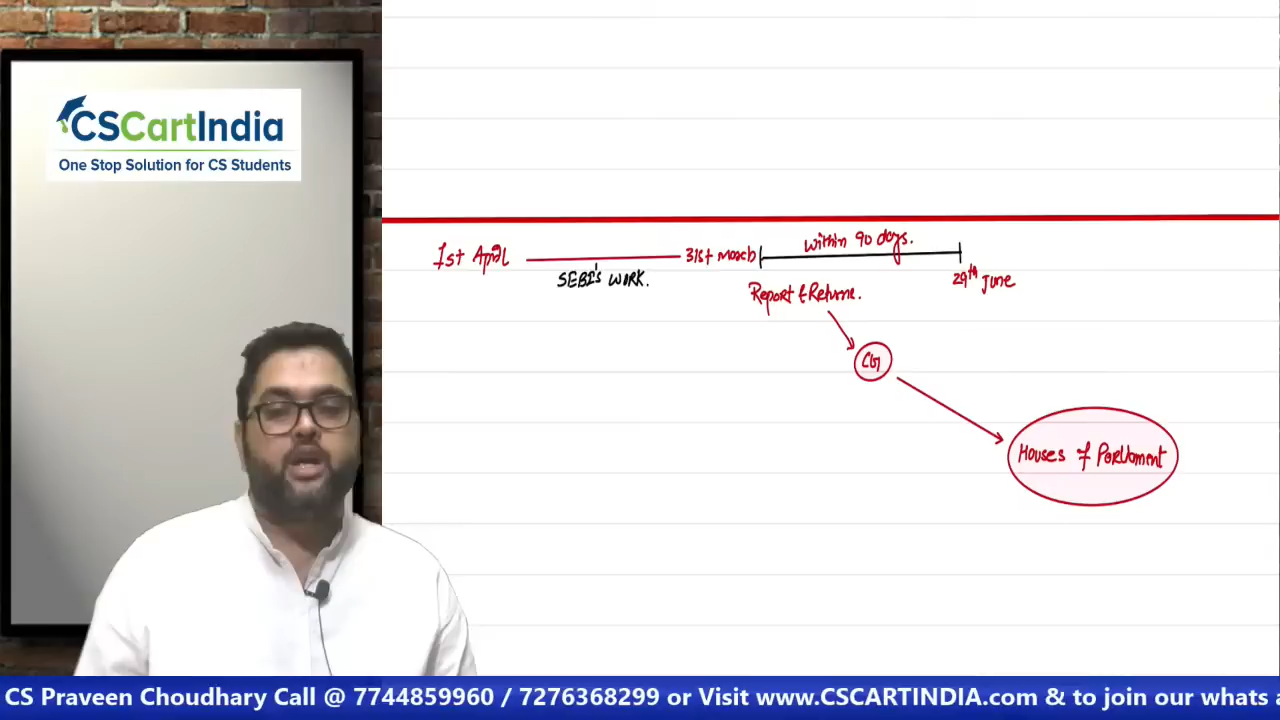 CSCartIndia
One Stop Solution for CS Students
1st April
SEBI's WORK.
31st March
within 90 days.
29th June
Report & Returns.
CG
Houses of Parliament
CS Praveen Choudhary Call @ 7744859960 / 7276368299 or Visit www.CSCARTINDIA.com & to join our whats a